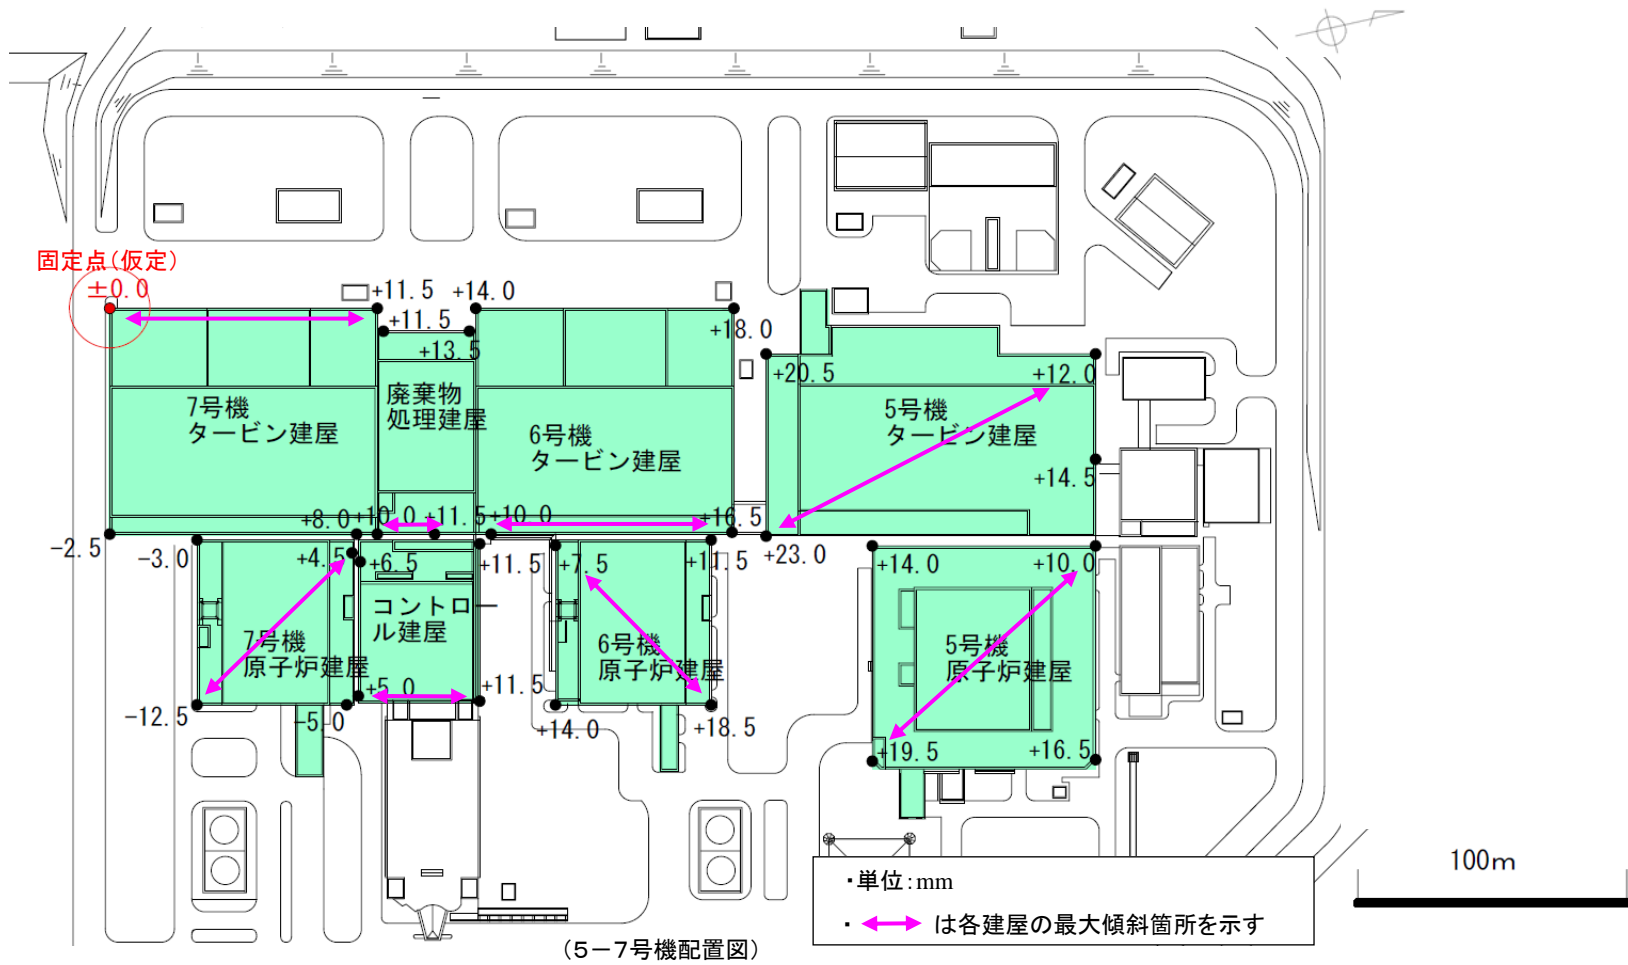 固定点（仮定）
±0.0
+11.5
+14.0
+11.5
+18.0
+13.5
+20.5
+12.0
7号機
タービン建屋
廃棄物
処理建屋
6号機
タービン建屋
5号機
タービン建屋
+14.5
+8.0
+10.0
+11.5
+10.0
+16.5
-2.5
-3.0
+4.5
+6.5
+11.5
+7.5
+11.5
+23.0
+14.0
+10.0
コントロー
ル建屋
7号機
原子炉建屋
6号機
原子炉建屋
5号機
原子炉建屋
+5.0
+11.5
-12.5
-5.0
+14.0
+18.5
+19.5
+16.5
100m
・単位：mm
・ は各建屋の最大傾斜箇所を示す
（5－7号機配置図）